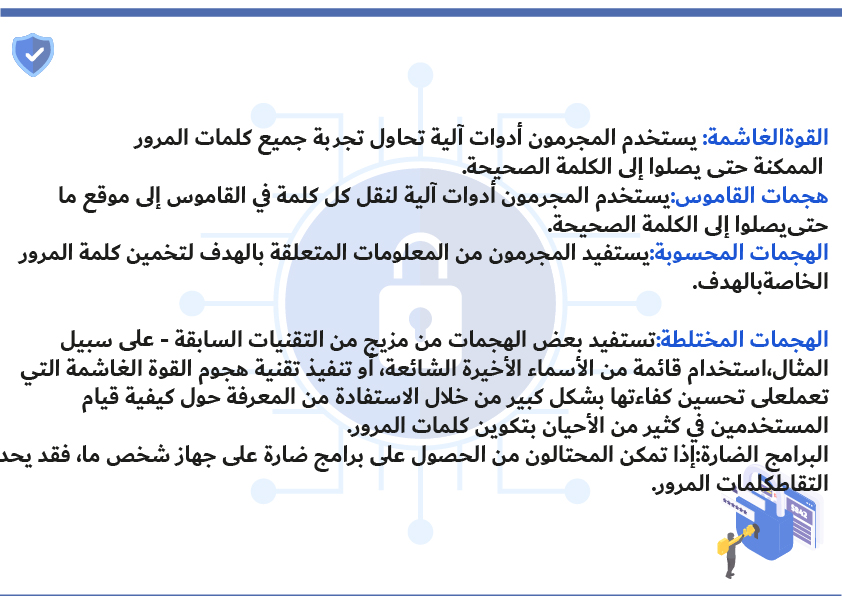 القوةالغاشمة: يستخدم المجرمون أدوات آلية تحاول تجربة جميع كلمات المرور
الممكنة حتى يصلوا إلى الكلمة الصحيحة.
هجمات القاموس:يستخدم المجرمون أدوات آلية لنقل كل كلمة في القاموس إلى موقع ما
حتىيصلوا إلى الكلمة الصحيحة.
الهجمات المحسوبة:يستفيد المجرمون من المعلومات المتعلقة بالهدف لتخمين كلمة المرور
الخاصةبالهدف.
الهجمات المختلطة:تستفيد بعض الهجمات من مزيج من التقنيات السابقة - على سبيل
المثال،استخدام قائمة من الأسماء الأخيرة الشائعة، أو تنفيذ تقنية هجوم القوة الغاشمة التي
تعملعلى تحسين كفاءتها بشكل كبير من خلال الاستفادة من المعرفة حول كيفية قيام
المستخدمين في كثير من الأحيان بتكوين كلمات المرور.
البرامج الضارة:إذا تمكن المحتالون من الحصول على برامج ضارة على جهاز شخص ما، فقد
التقاطكلمات المرور.
$842